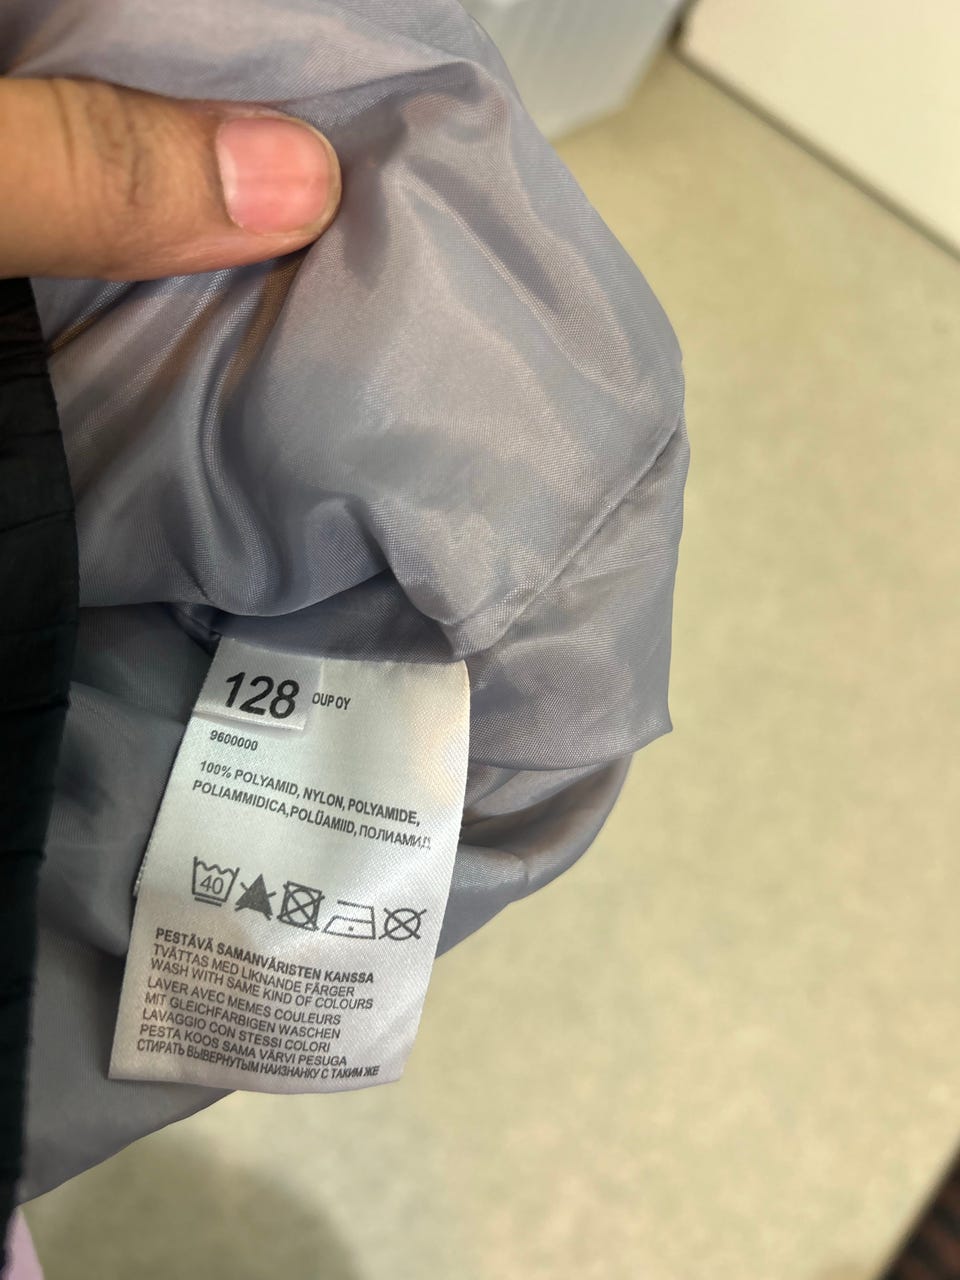 128 OUP OY
9600000
100% POLYAMID, NYLON, POLYAMIDE,
POLIAMMIDICA,POLÜAMIID, ПОЛИАМИД
40
PESTÄVÄ SAMANVÄRISTEN KANSSA
TVÄTTAS MED LIKNANDE FÄRGER
WASH WITH SAME KIND OF COLOURS
LAVER AVEC MEMES COULEURS
MIT GLEICHFARBIGEN WASCHEN
LAVAGGIO CON STESSI COLORI
PESTA KOOS SAMA VÄRVI PESUGA
СТИРАТЬ ВЫВЕРНУТЫМ НАИЗНАНКУ С ТАКИМ ЖЕ